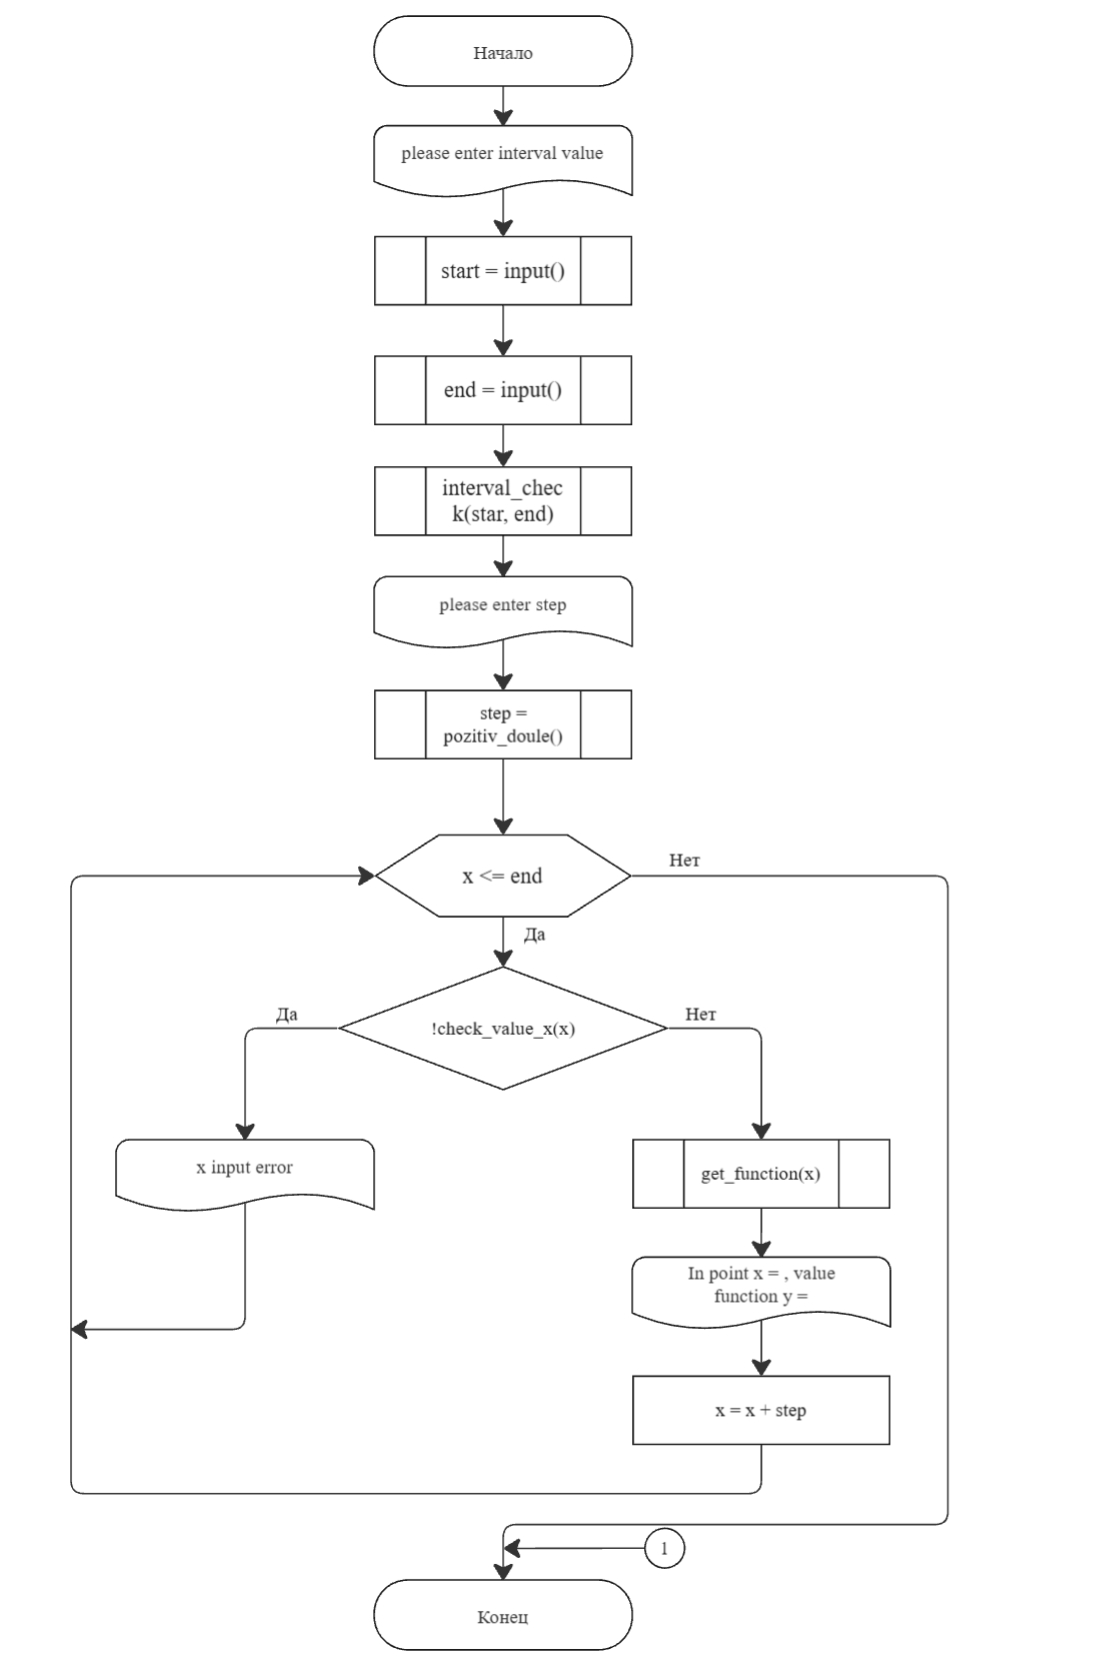 Начало
please enter interval value
start = input()
end = input()
interval_chec
k(star, end)
please enter step
step =
pozitiv_doule()
x <= end
Нет
Да
!check_value_x(x)
Да
Нет
x input error
get_function(x)
In point x = , value
function y =
x = x + step
1
Конец